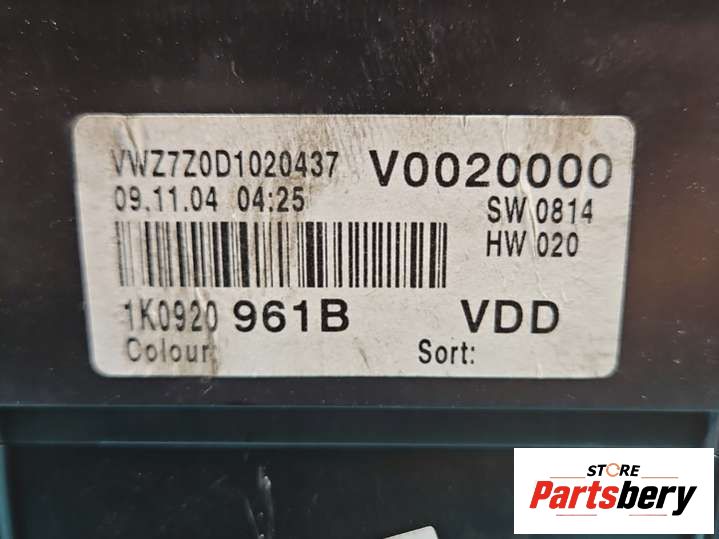 VWZ7Z0D1020437 V0020000
09.11.04 04:25 SW 0814
HW 020
1K0920 961B VDD
Colour: Sort:
STORE
Partsbery